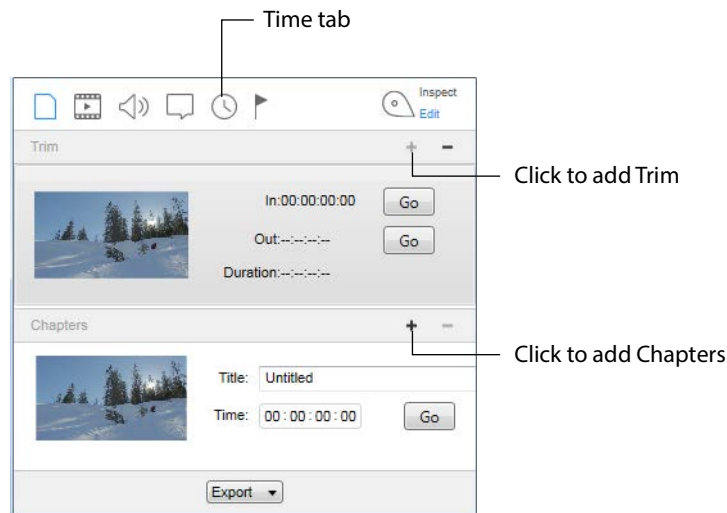 Time tab
Inspect
Edit
Trim
Click to add Trim
In:00:00:00:00
Go
Out:--:--:--:--
Go
Duration:--:--:--:--
Chapters
Click to add Chapters
Title: Untitled
Time: 00 : 00 : 00 : 00
Go
Export